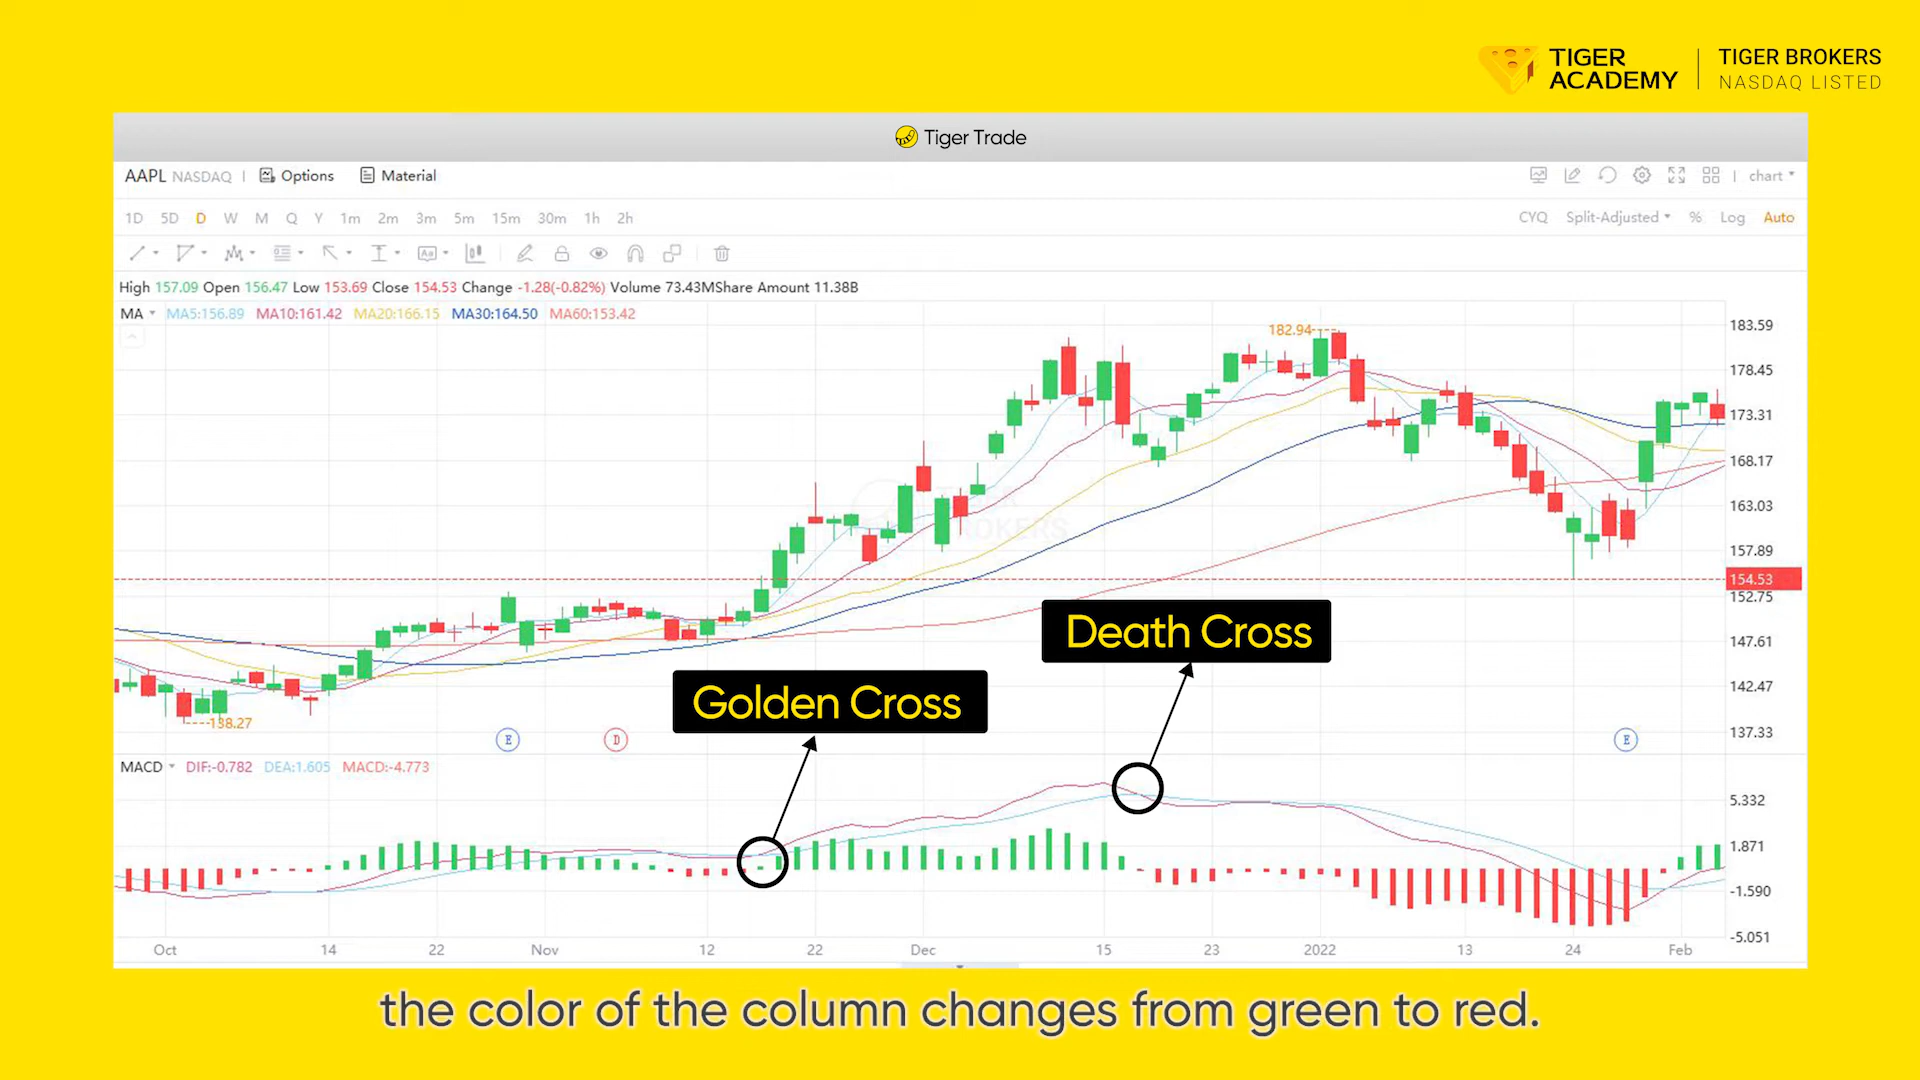 TIGER ACADEMY | TIGER BROKERS NASDAQ LISTED
Tiger Trade
AAPL NASDAQ | Options Material chart
1D 5D D W M Q Y 1m 2m 3m 5m 15m 30m 1h 2h CYQ Split-Adjusted % Log Auto
High 157.09 Open 156.47 Low 153.69 Close 154.53 Change -1.28(-0.82%) Volume 73.43MShare Amount 11.38B
MA MA5:156.89 MA10:161.42 MA20:166.15 MA30:164.50 MA60:153.42
183.59
182.94
178.45
173.31
168.17
163.03
BROKERS
157.89
154.53
152.75
Death Cross
147.61
142.47
Golden Cross
138.27
137.33
E D E
MACD DIF:-0.782 DEA:1.605 MACD:-4.773
5.332
1.871
-1.590
-5.051
Oct 14 22 Nov 12 22 Dec 15 23 2022 13 24 Feb
the color of the column changes from green to red.